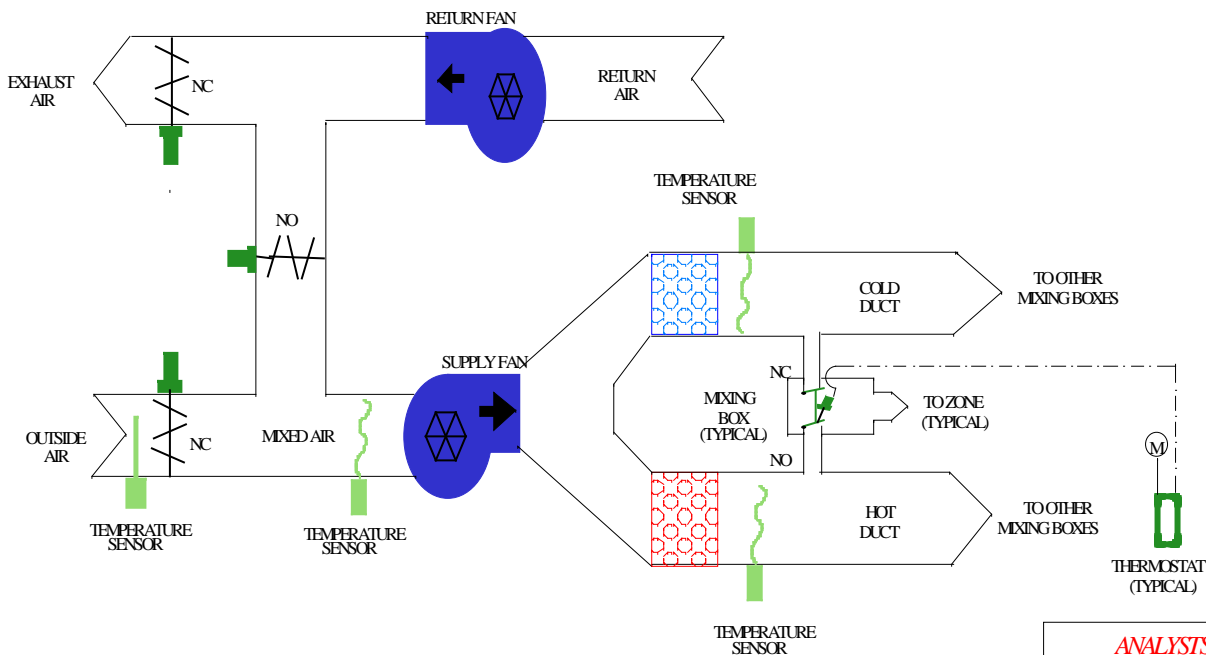 RETURN FAN
EXHAUST
AIR
NC
RETURN
AIR
TEMPERATURE
SENSOR
NO
COLD
DUCT
TO OTHER
MIXING BOXES
SUPPLY FAN
NC
MIXING
BOX
(TYPICAL)
TO ZONE
(TYPICAL)
OUTSIDE
AIR
NC
MIXED AIR
NO
M
HOT
DUCT
TO OTHER
MIXING BOXES
TEMPERATURE
SENSOR
TEMPERATURE
SENSOR
THERMOSTAT
(TYPICAL)
TEMPERATURE
SENSOR
ANALYSTS